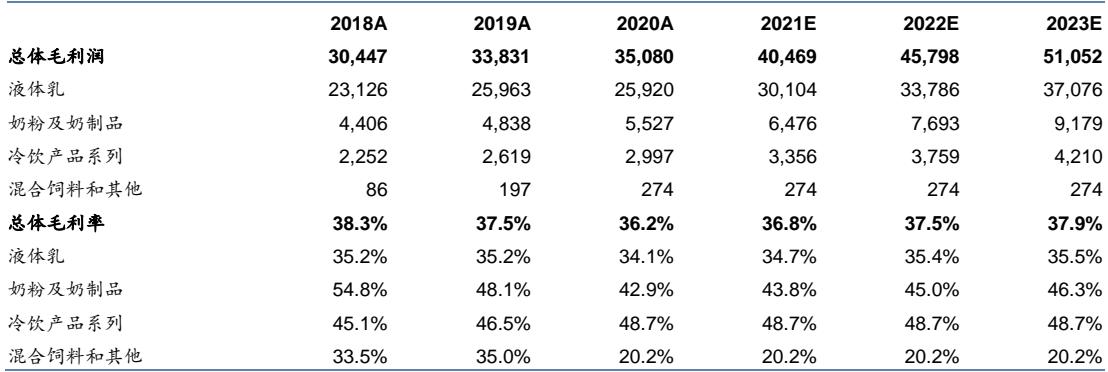 2018A 2019A 2020A 2021E 2022E 2023E
总体毛利润 30,447 33,831 35,080 40,469 45,798 51,052
液体乳 23,126 25,963 25,920 30,104 33,786 37,076
奶粉及奶制品 4,406 4,838 5,527 6,476 7,693 9,179
冷饮产品系列 2,252 2,619 2,997 3,356 3,759 4,210
混合饲料和其他 86 197 274 274 274 274
总体毛利率 38.3% 37.5% 36.2% 36.8% 37.5% 37.9%
液体乳 35.2% 35.2% 34.1% 34.7% 35.4% 35.5%
奶粉及奶制品 54.8% 48.1% 42.9% 43.8% 45.0% 46.3%
冷饮产品系列 45.1% 46.5% 48.7% 48.7% 48.7% 48.7%
混合饲料和其他 33.5% 35.0% 20.2% 20.2% 20.2% 20.2%